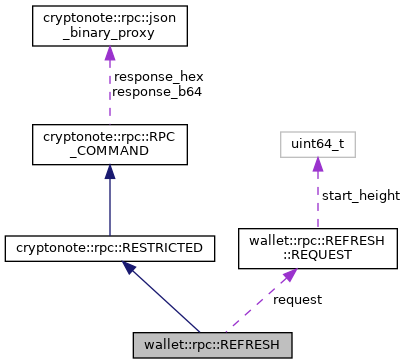 cryptonote::rpc::json
_binary_proxy
response_hex
response_b64
cryptonote::rpc::RPC
_COMMAND
uint64_t
start_height
cryptonote::rpc::RESTRICTED
wallet::rpc::REFRESH
::REQUEST
request
wallet::rpc::REFRESH